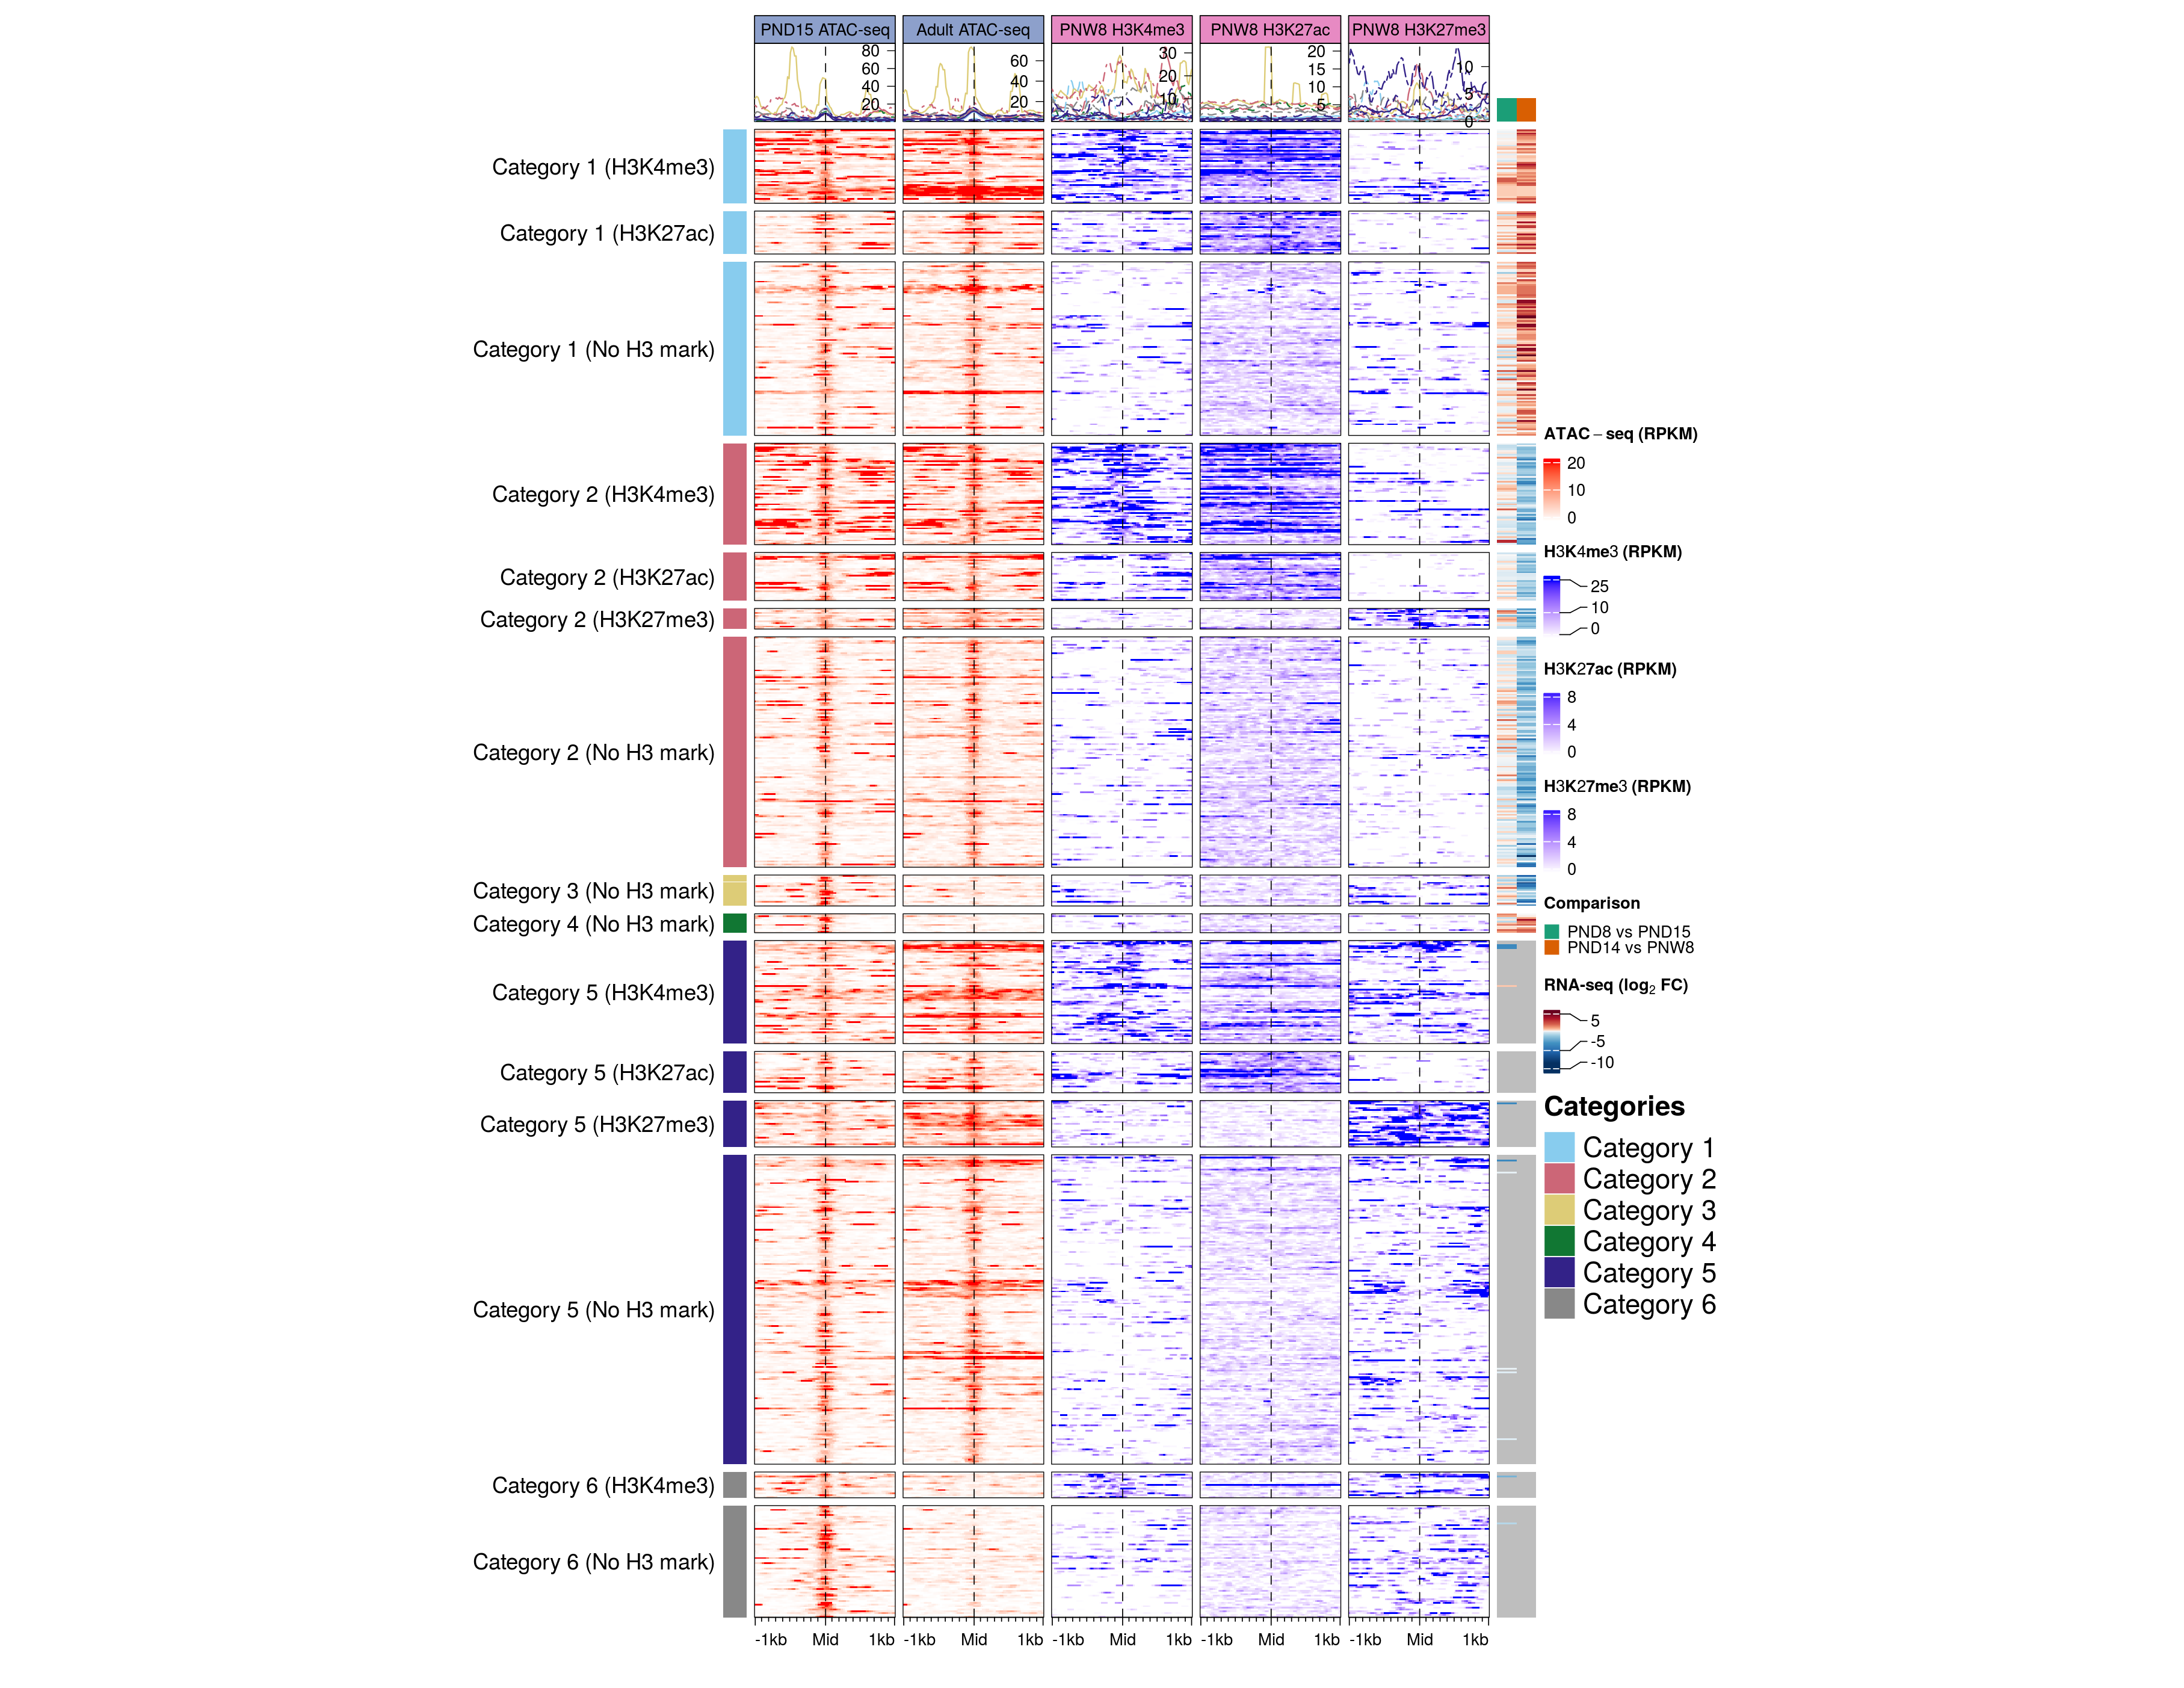 PND15 ATAC-seq
Adult ATAC-seq
PNW8 H3K4me3
PNW8 H3K27ac
PNW8 H3K27me3
80
60
40
20
60
40
20
30
20
10
20
15
10
5
10
5
0
Category 1 (H3K4me3)
Category 1 (H3K27ac)
Category 1 (No H3 mark)
Category 2 (H3K4me3)
Category 2 (H3K27ac)
Category 2 (H3K27me3)
Category 2 (No H3 mark)
Category 3 (No H3 mark)
Category 4 (No H3 mark)
Category 5 (H3K4me3)
Category 5 (H3K27ac)
Category 5 (H3K27me3)
Category 5 (No H3 mark)
Category 6 (H3K4me3)
Category 6 (No H3 mark)
-1kb Mid 1kb
-1kb Mid 1kb
-1kb Mid 1kb
-1kb Mid 1kb
-1kb Mid 1kb
ATAC – seq (RPKM)
20
10
0
H3K4me3 (RPKM)
25
10
0
H3K27ac (RPKM)
8
4
0
H3K27me3 (RPKM)
8
4
0
Comparison
PND8 vs PND15
PND14 vs PNW8
RNA-seq (log₂ FC)
5
-5
-10
Categories
Category 1
Category 2
Category 3
Category 4
Category 5
Category 6